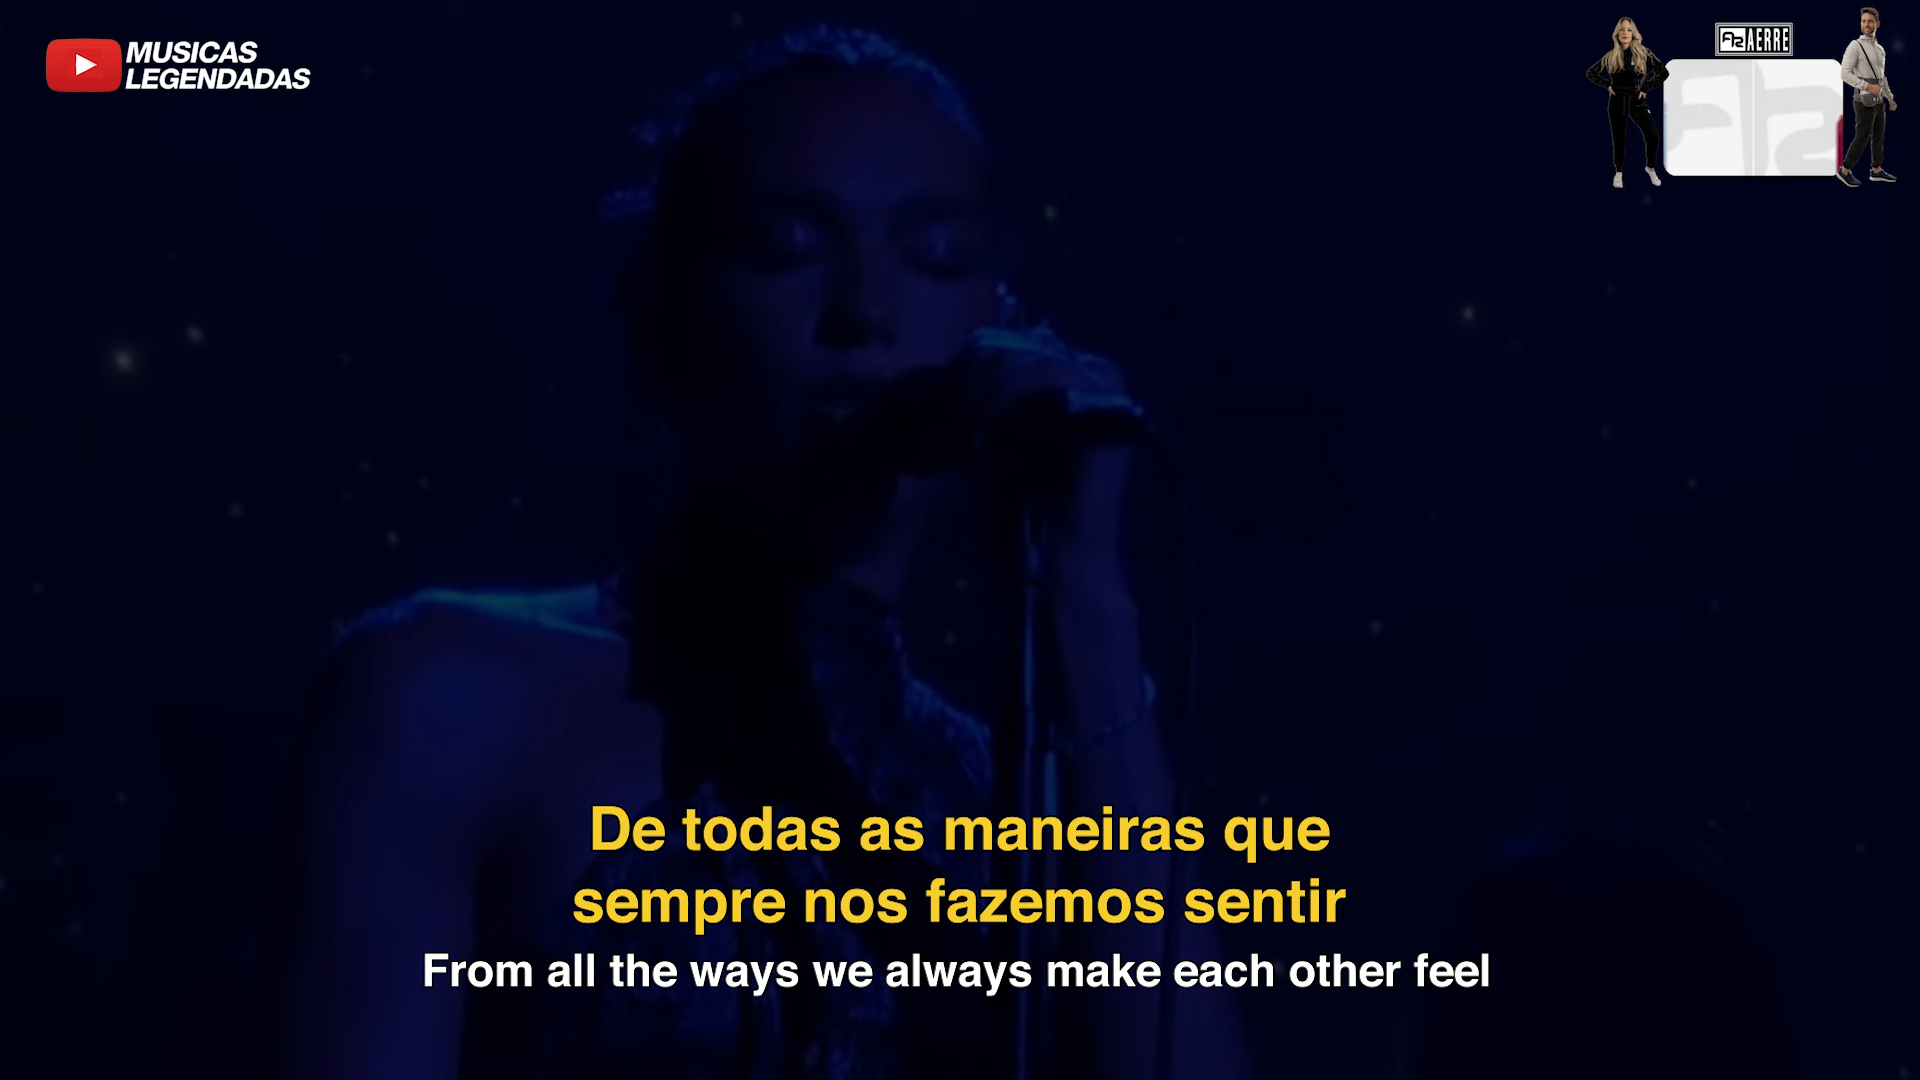 MUSICAS
LEGENDADAS
AR AERRE
De todas as maneiras que
sempre nos fazemos sentir
From all the ways we always make each other feel